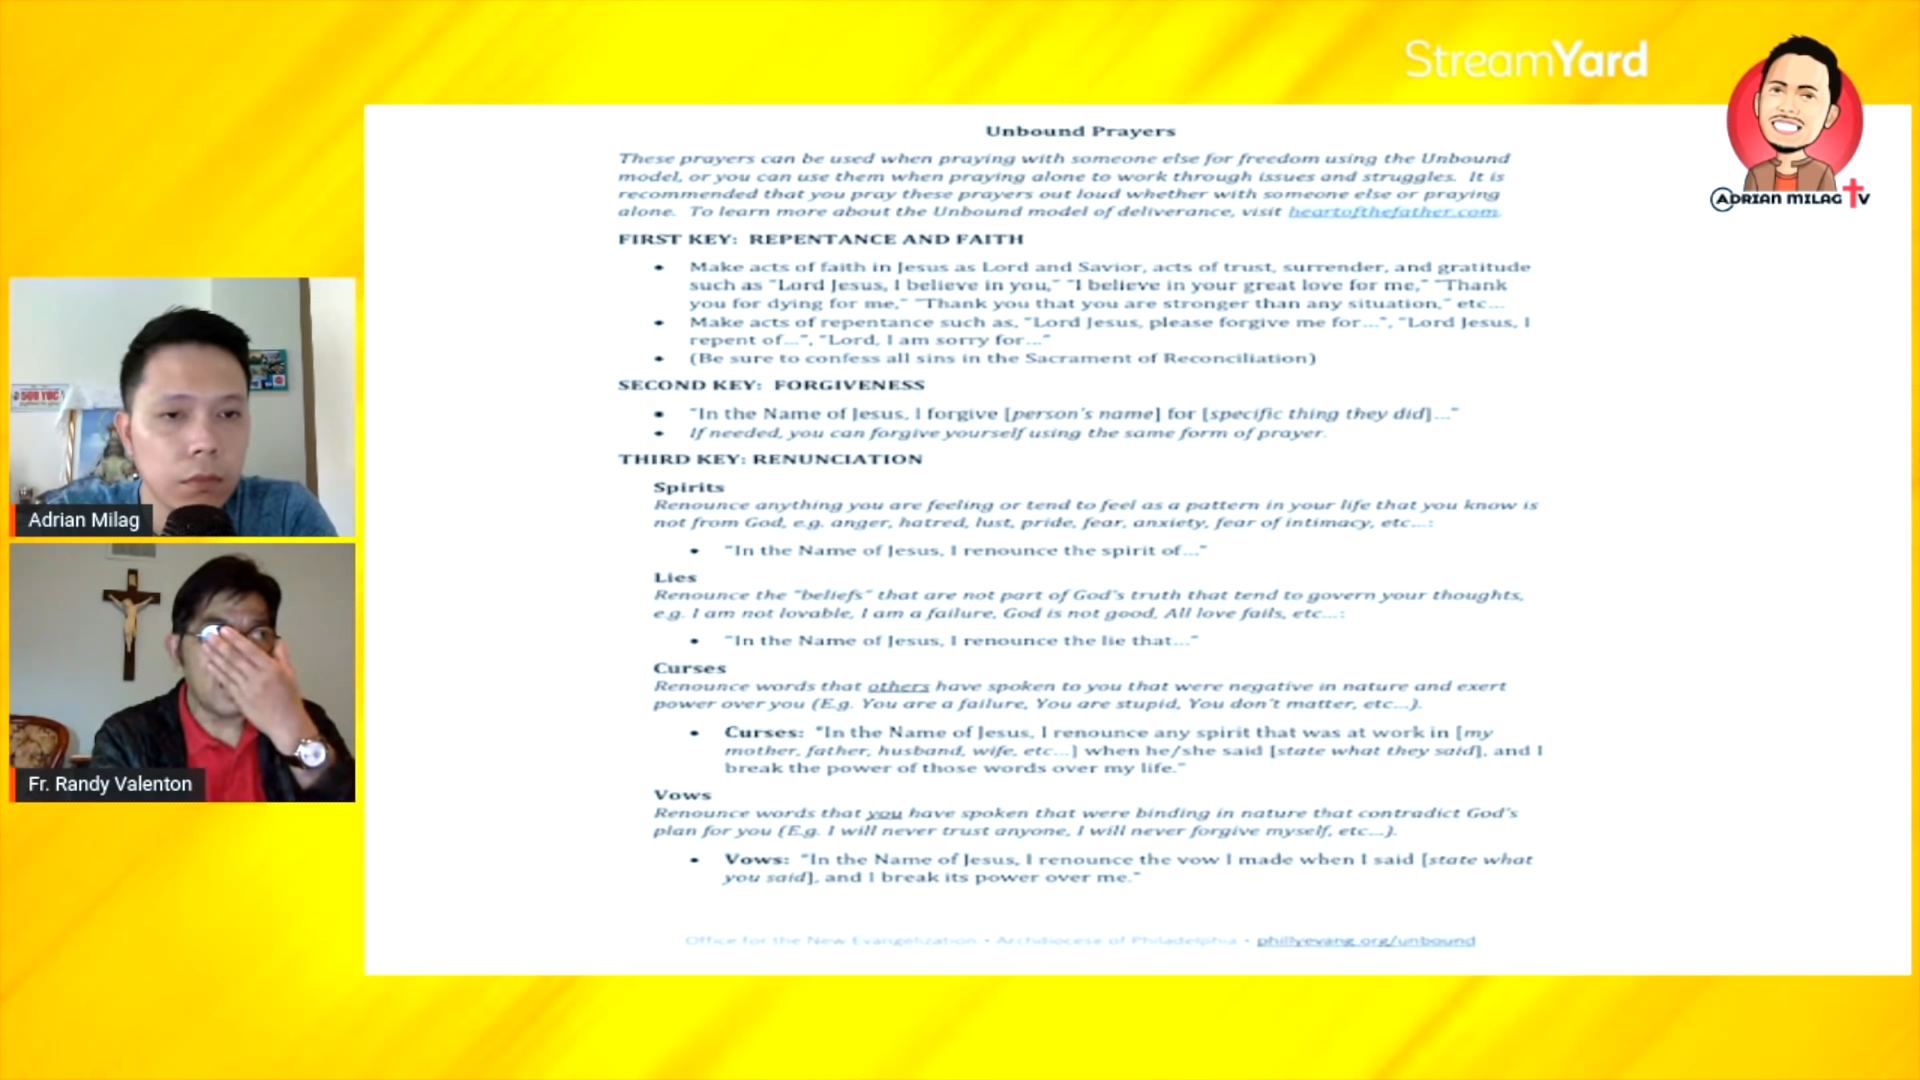 StreamYard
ADRIAN MILAG TV
Unbound Prayers
These prayers can be used when praying with someone else for freedom using the Unbound
model, or you can use them when praying alone to work through issues and struggles. It is
recommended that you pray these prayers out loud whether with someone else or praying
alone. To learn more about the Unbound model of deliverance, visit heartofthefather.com.
FIRST KEY: REPENTANCE AND FAITH
• Make acts of faith in Jesus as Lord and Savior, acts of trust, surrender, and gratitude
such as "Lord Jesus, I believe in you," "I believe in your great love for me," "Thank
you for dying for me," "Thank you that you are stronger than any situation," etc...
• Make acts of repentance such as, "Lord Jesus, please forgive me for...", "Lord Jesus, I
repent of...", "Lord, I am sorry for..."
• (Be sure to confess all sins in the Sacrament of Reconciliation)
SECOND KEY: FORGIVENESS
• "In the Name of Jesus, I forgive [person's name] for [specific thing they did]..."
• If needed, you can forgive yourself using the same form of prayer.
THIRD KEY: RENUNCIATION
Spirits
Renounce anything you are feeling or tend to feel as a pattern in your life that you know is
not from God, e.g. anger, hatred, lust, pride, fear, anxiety, fear of intimacy, etc...:
• "In the Name of Jesus, I renounce the spirit of..."
Lies
Renounce the "beliefs" that are not part of God's truth that tend to govern your thoughts,
e.g. I am not lovable, I am a failure, God is not good, All love fails, etc...:
• "In the Name of Jesus, I renounce the lie that..."
Curses
Renounce words that others have spoken to you that were negative in nature and exert
power over you (E.g. You are a failure, You are stupid, You don't matter, etc...).
• Curses: "In the Name of Jesus, I renounce any spirit that was at work in [my
mother, father, husband, wife, etc...] when he/she said [state what they said], and I
break the power of those words over my life."
Vows
Renounce words that you have spoken that were binding in nature that contradict God's
plan for you (E.g. I will never trust anyone, I will never forgive myself, etc...).
• Vows: "In the Name of Jesus, I renounce the vow I made when I said [state what
you said], and I break its power over me."
Office for the New Evangelization • Archdiocese of Philadelphia • phillyevang.org/unbound
Adrian Milag
Fr. Randy Valenton